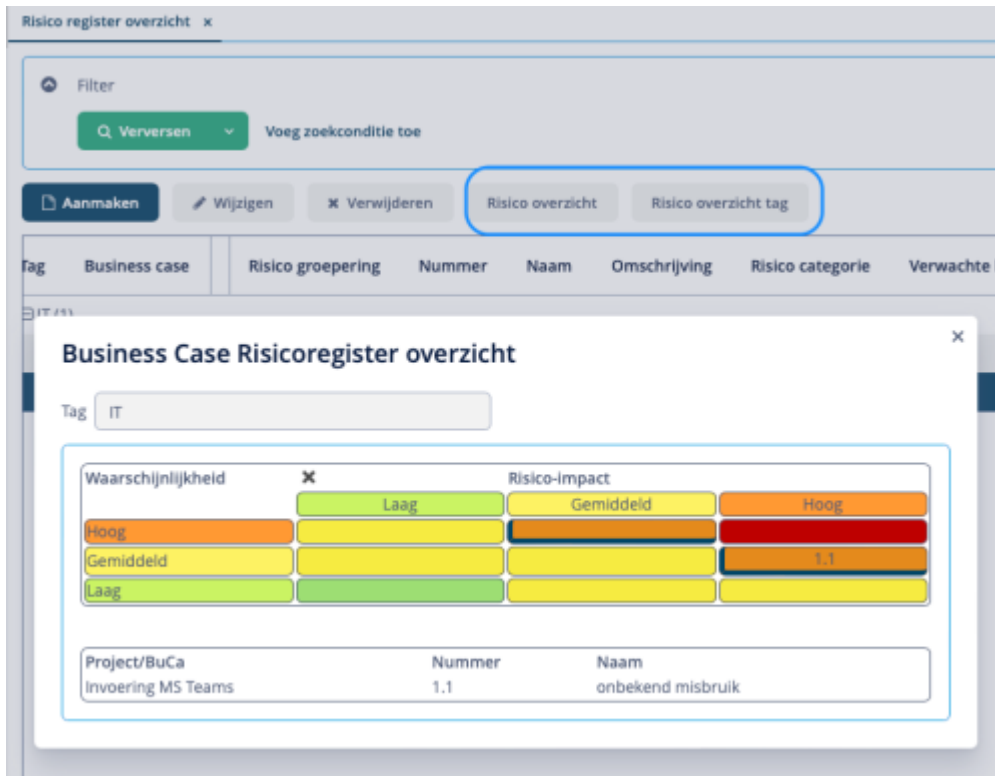 Risico register overzicht ×
Filter
Verversen
Voeg zoekconditie toe
Aanmaken
Wijzigen
Verwijderen
Risico overzicht
Risico overzicht tag
Tag Business case Risico groepering Nummer Naam Omschrijving Risico categorie Verwachte
IT (1)
Business Case Risicoregister overzicht
×
Tag IT
Waarschijnlijkheid Risico-impact
Laag Gemiddeld Hoog
Hoog
Gemiddeld 1.1
Laag
Project/BuCa Nummer Naam
Invoering MS Teams 1.1 onbekend misbruik